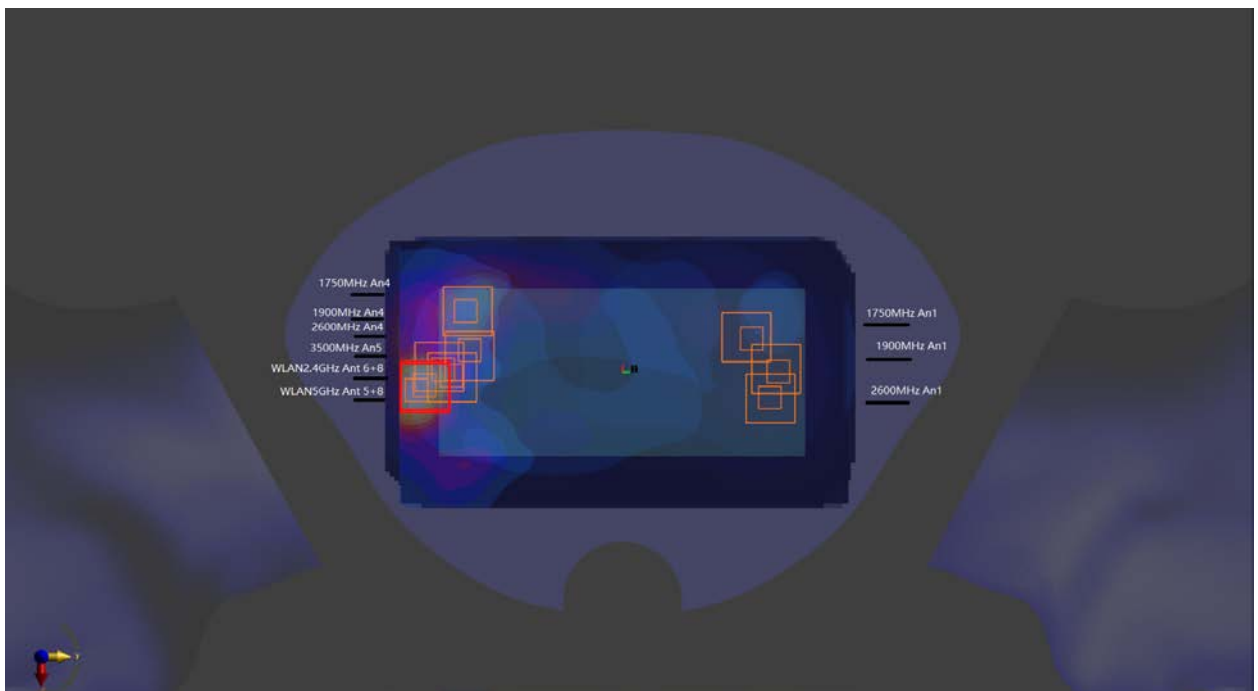 1750MHz An4
1900MHz An4
2600MHz An4
3500MHz An5
WLAN2.4GHz Ant 6+8
WLAN5GHz Ant 5+8
1750MHz An1
1900MHz An1
2600MHz An1